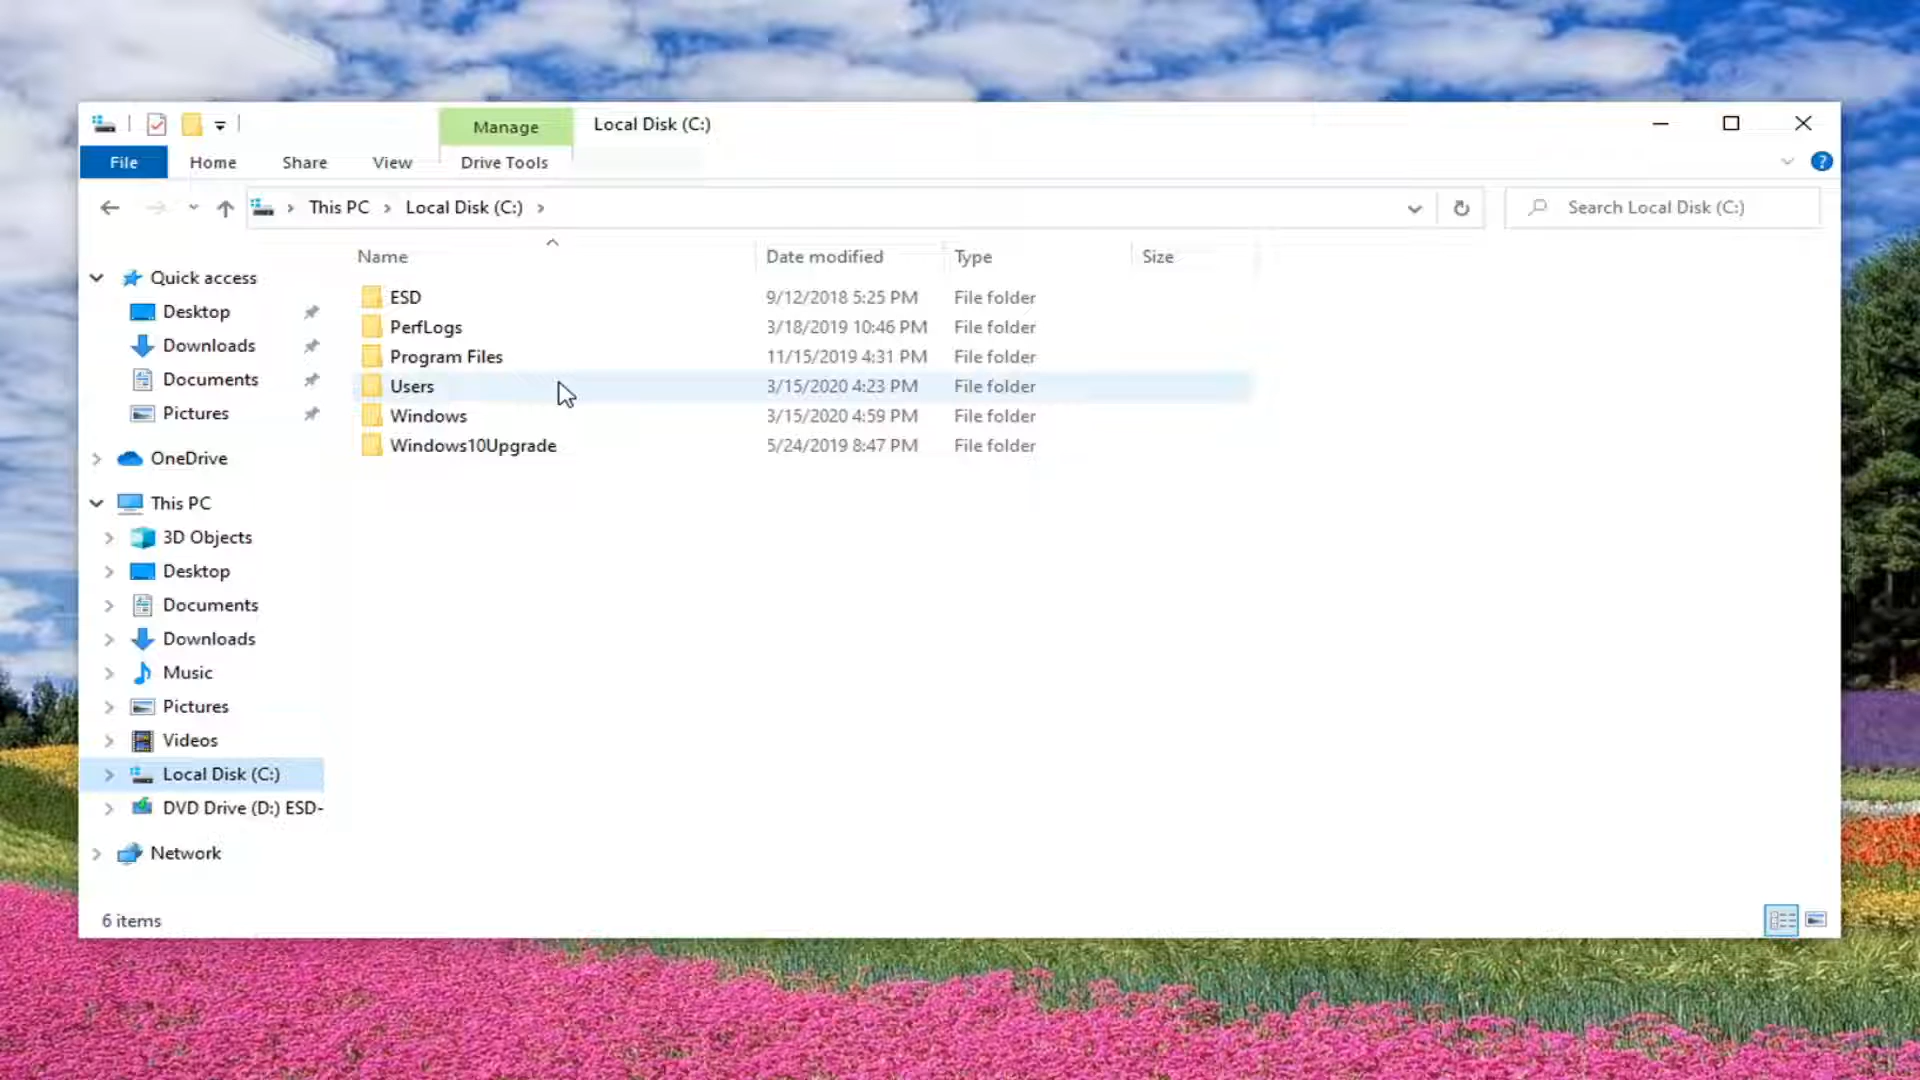 Manage Local Disk (C:)
File Home Share View Drive Tools ?
This PC Local Disk (C:) Search Local Disk (C:)
Name Date modified Type Size
Quick access
Desktop
Downloads
Documents
Pictures
OneDrive
This PC
3D Objects
Desktop
Documents
Downloads
Music
Pictures
Videos
Local Disk (C:)
DVD Drive (D:) ESD-
Network
ESD 9/12/2018 5:25 PM File folder
PerfLogs 3/18/2019 10:46 PM File folder
Program Files 11/15/2019 4:31 PM File folder
Users 3/15/2020 4:23 PM File folder
Windows 3/15/2020 4:59 PM File folder
Windows10Upgrade 5/24/2019 8:47 PM File folder
6 items